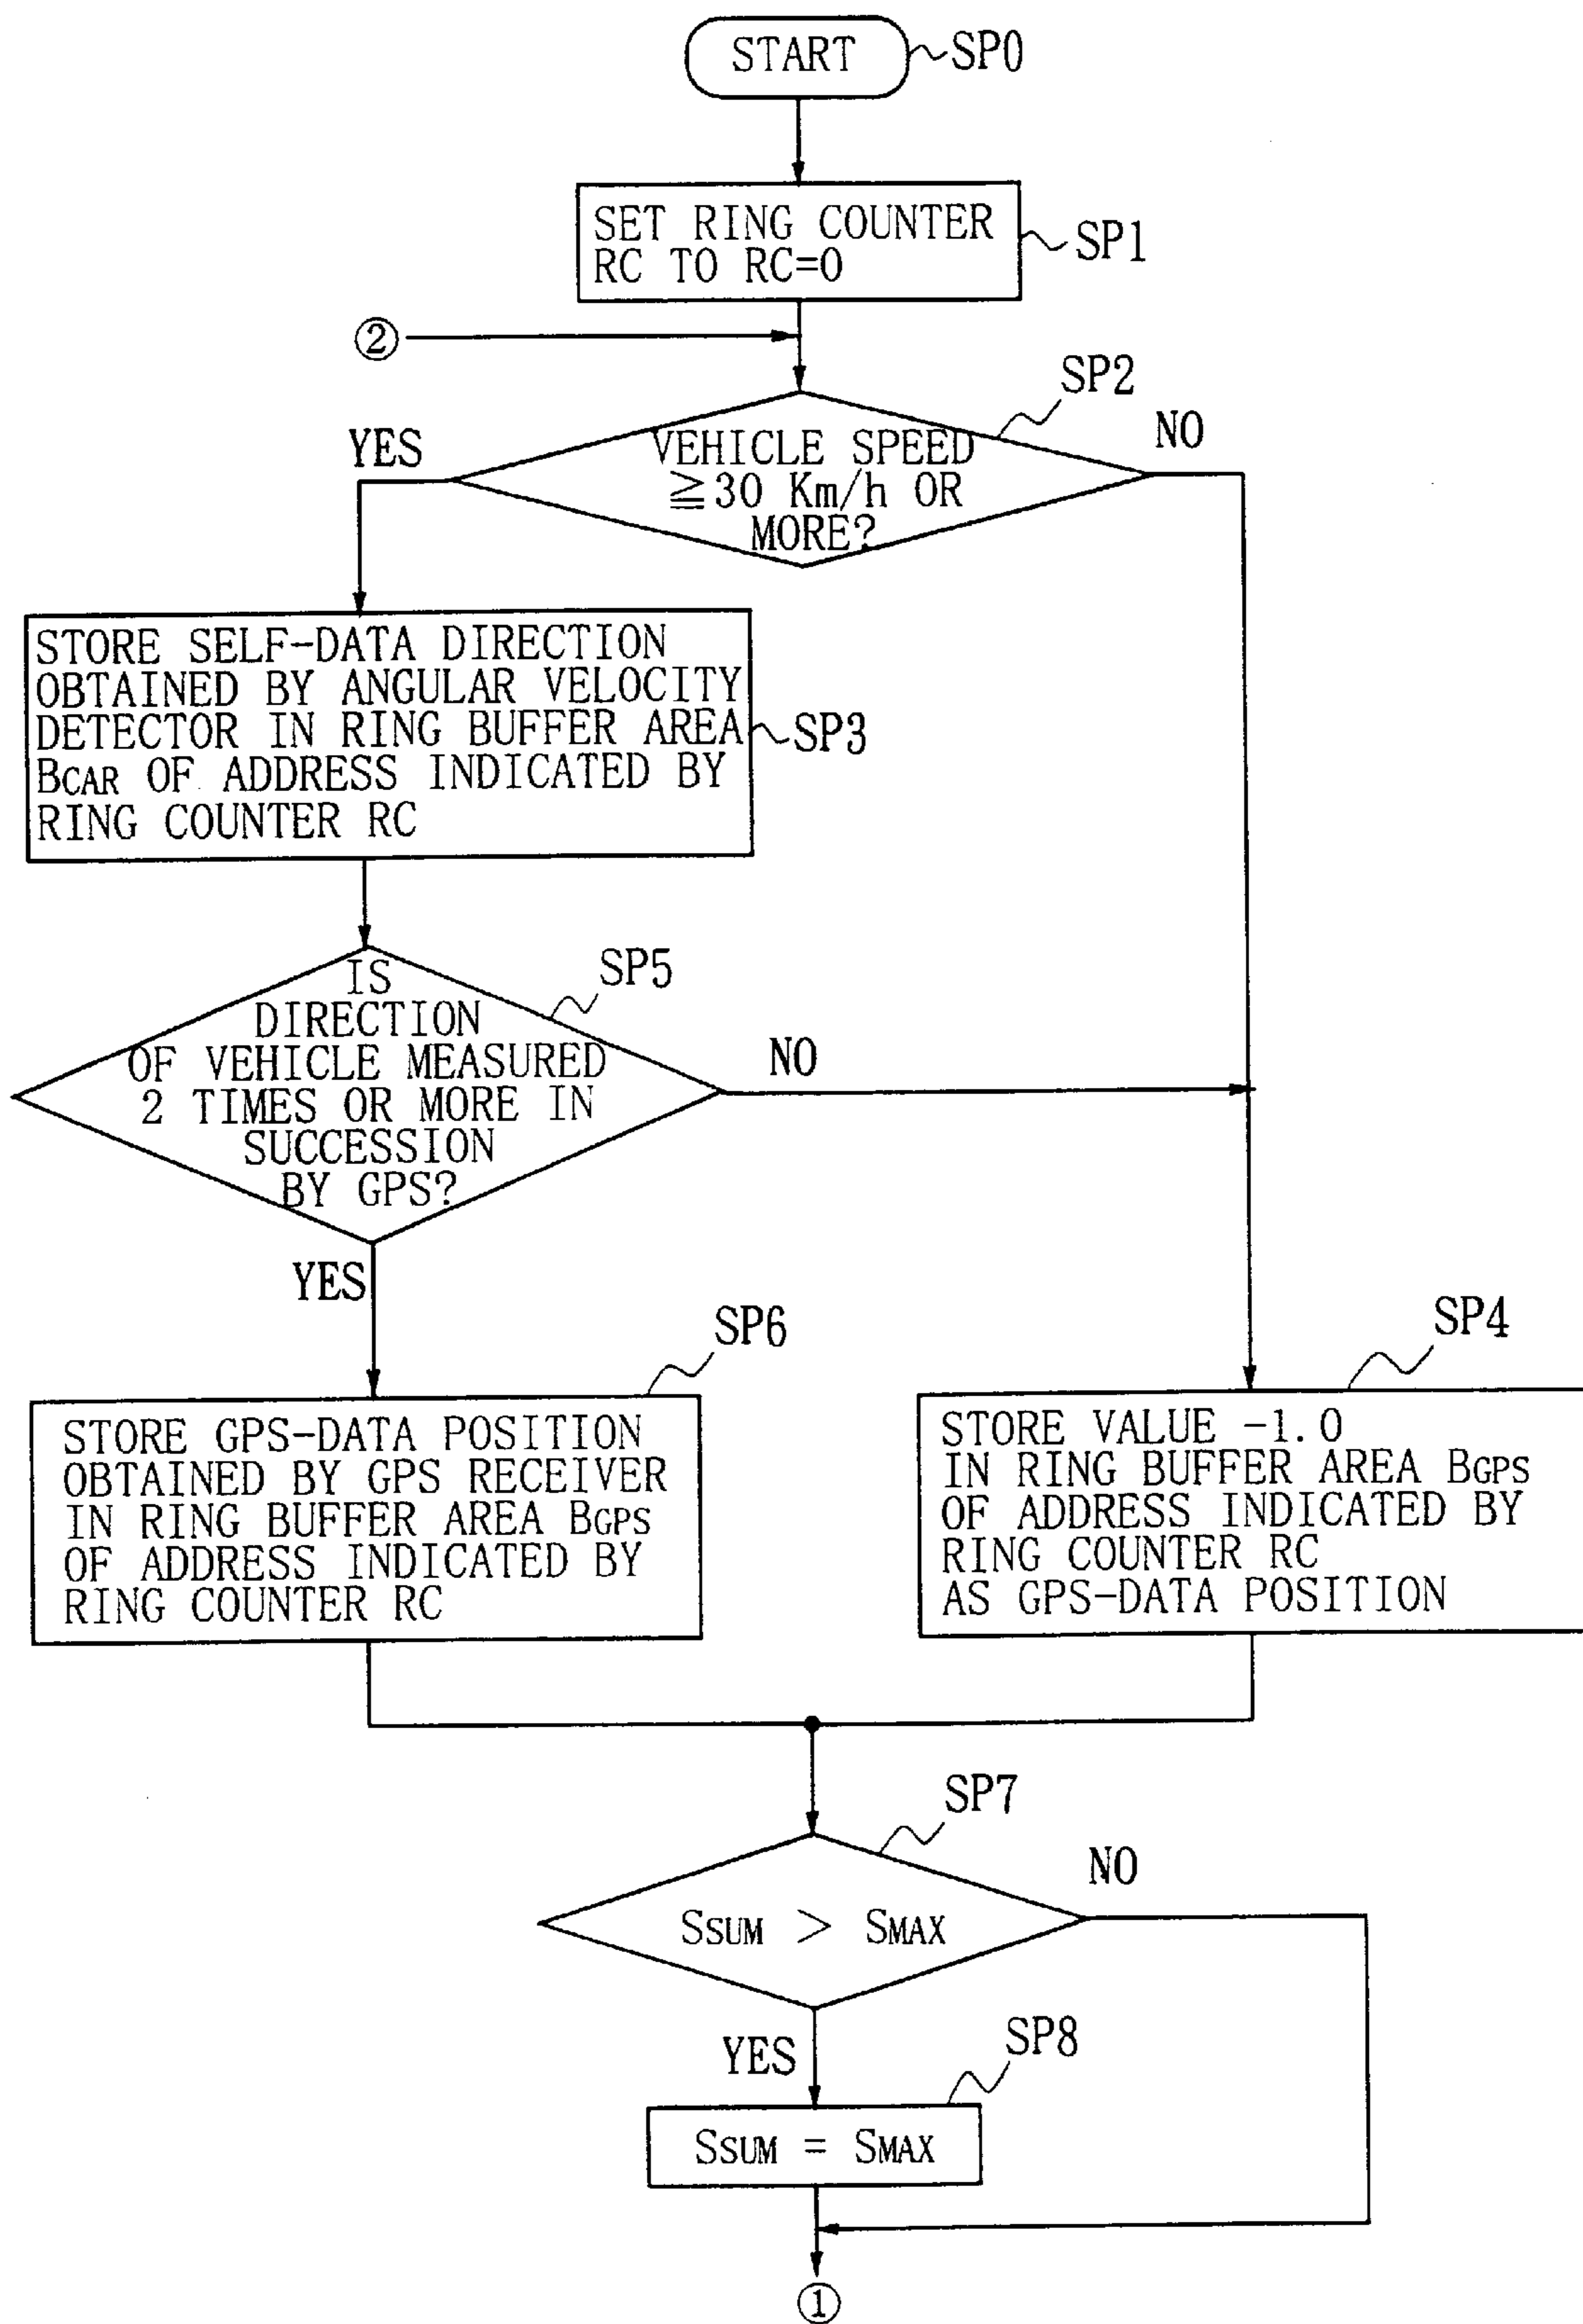 START
SP0
SET RING COUNTER
RC TO RC=0
SP1
②
SP2
YES
NO
VEHICLE SPEED
≧30 Km/h OR
MORE?
STORE SELF-DATA DIRECTION
OBTAINED BY ANGULAR VELOCITY
DETECTOR IN RING BUFFER AREA
BCAR OF ADDRESS INDICATED BY
RING COUNTER RC
SP3
IS
DIRECTION
OF VEHICLE MEASURED
2 TIMES OR MORE IN
SUCCESSION
BY GPS?
SP5
NO
YES
SP6
STORE GPS-DATA POSITION
OBTAINED BY GPS RECEIVER
IN RING BUFFER AREA BGPS
OF ADDRESS INDICATED BY
RING COUNTER RC
SP4
STORE VALUE -1.0
IN RING BUFFER AREA BGPS
OF ADDRESS INDICATED BY
RING COUNTER RC
AS GPS-DATA POSITION
SP7
NO
SSUM > SMAX
YES
SP8
SSUM = SMAX
①